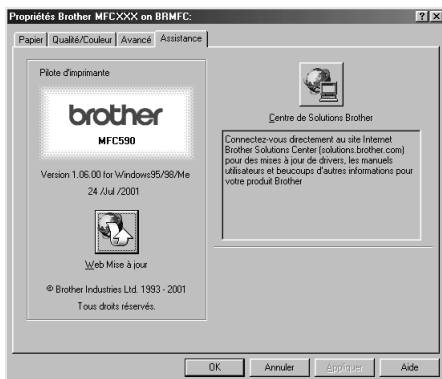 Propriétés Brother MFCXXX on BRMFC:
Papier Qualité/Couleur Avancé Assistance
Pilote d'imprimante
brother
MFC590
Version 1.06.00 for Windows95/98/Me
24 /Jul /2001
Web Mise à jour
© Brother Industries Ltd. 1993 - 2001
Tous droits réservés.
Centre de Solutions Brother
Connectez-vous directement au site Internet
Brother Solutions Center (solutions.brother.com)
pour des mises à jour de drivers, les manuels
utilisateurs et beucoups d'autres informations pour
votre produit Brother
OK Annuler Appliquer Aide